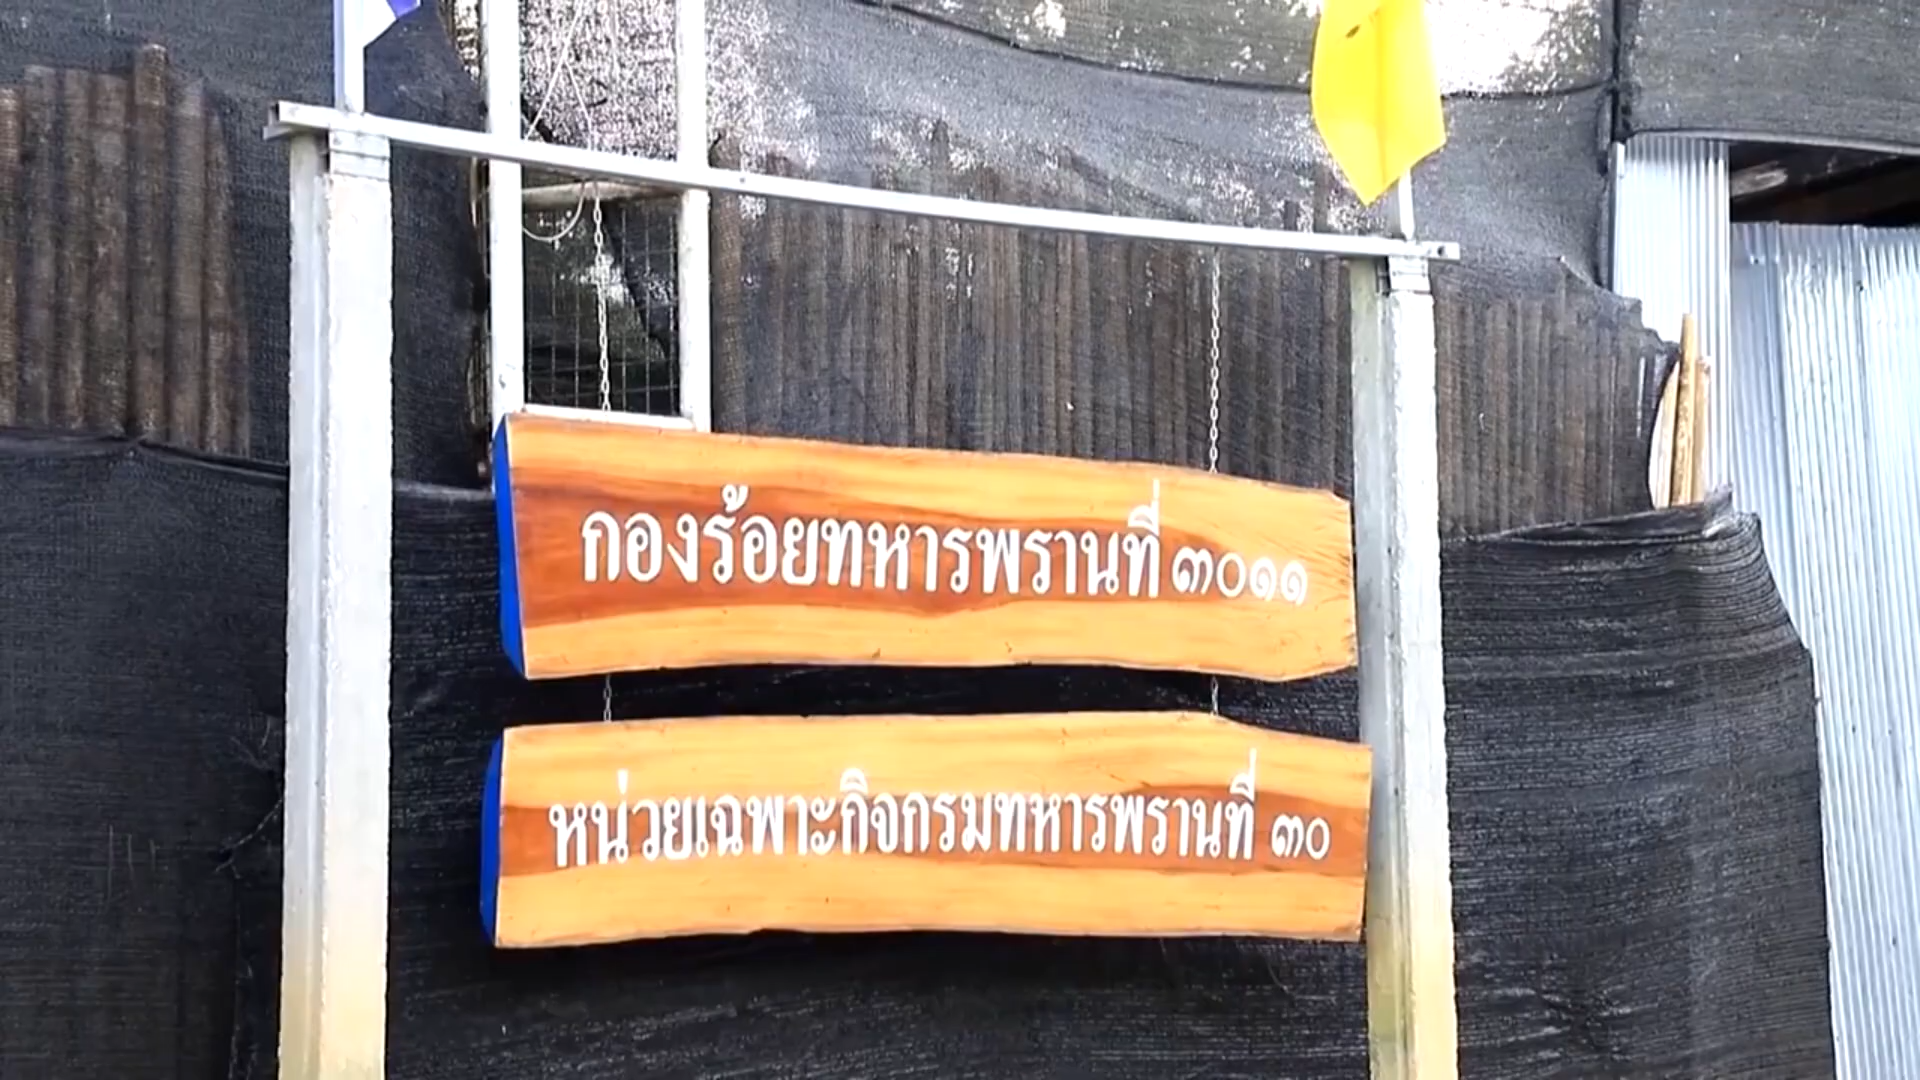 กองร้อยทหารพรานที่ ๓๐๑๑
หน่วยเฉพาะกิจกรมทหารพรานที่ ๓๐